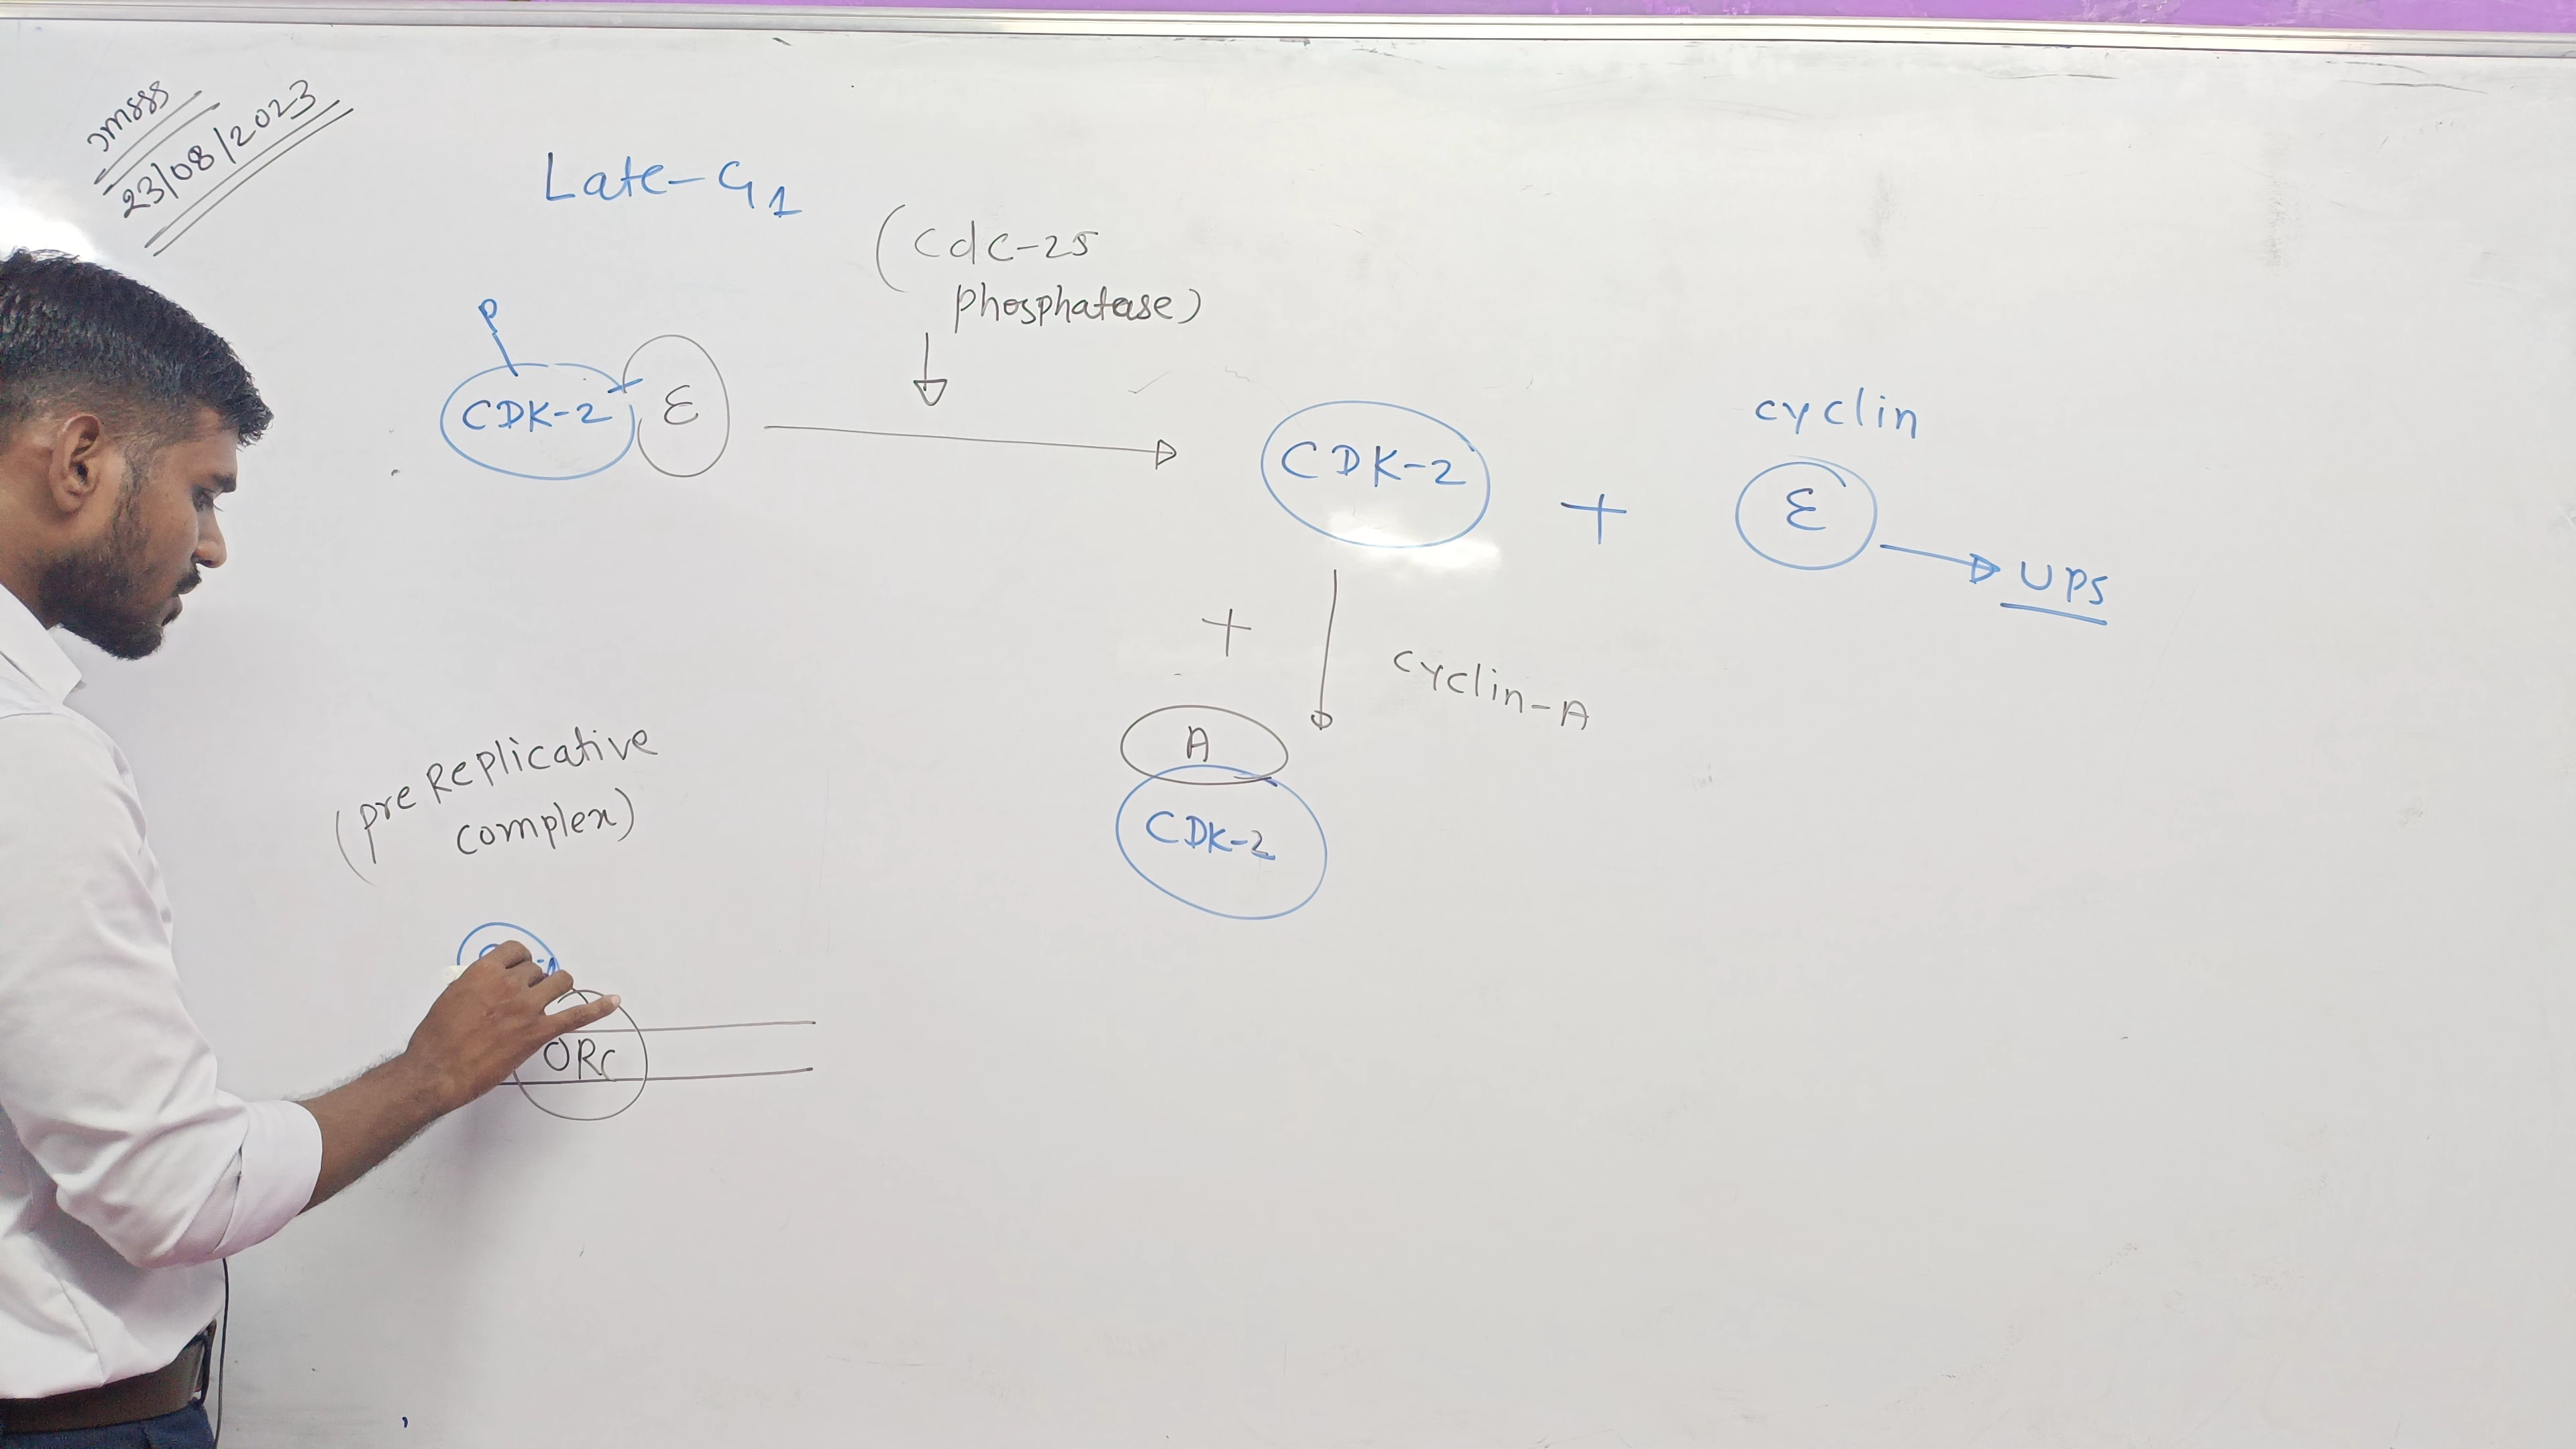 JMSSS
23/08/2023
Late-G1
(Cdc-25
phosphatase)
P
CDK-2
E
CDK-2
+
cyclin
E
UPS
+
cyclin-A
A
CDK-2
(pre Replicative
complex)
ORC